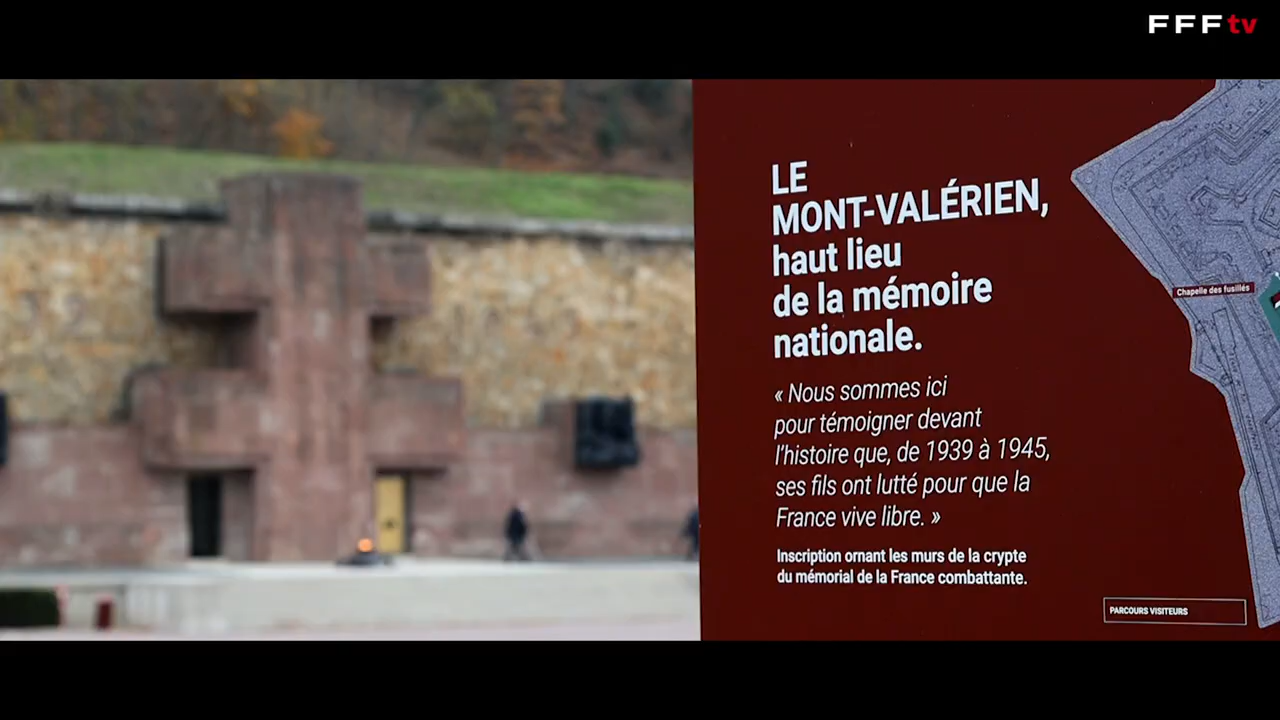 FFFtv
LE
MONT-VALÉRIEN,
haut lieu
de la mémoire
nationale.
« Nous sommes ici
pour témoigner devant
l'histoire que, de 1939 à 1945,
ses fils ont lutté pour que la
France vive libre. »
Inscription ornant les murs de la crypte
du mémorial de la France combattante.
Chapelle des fusillés
PARCOURS VISITEURS